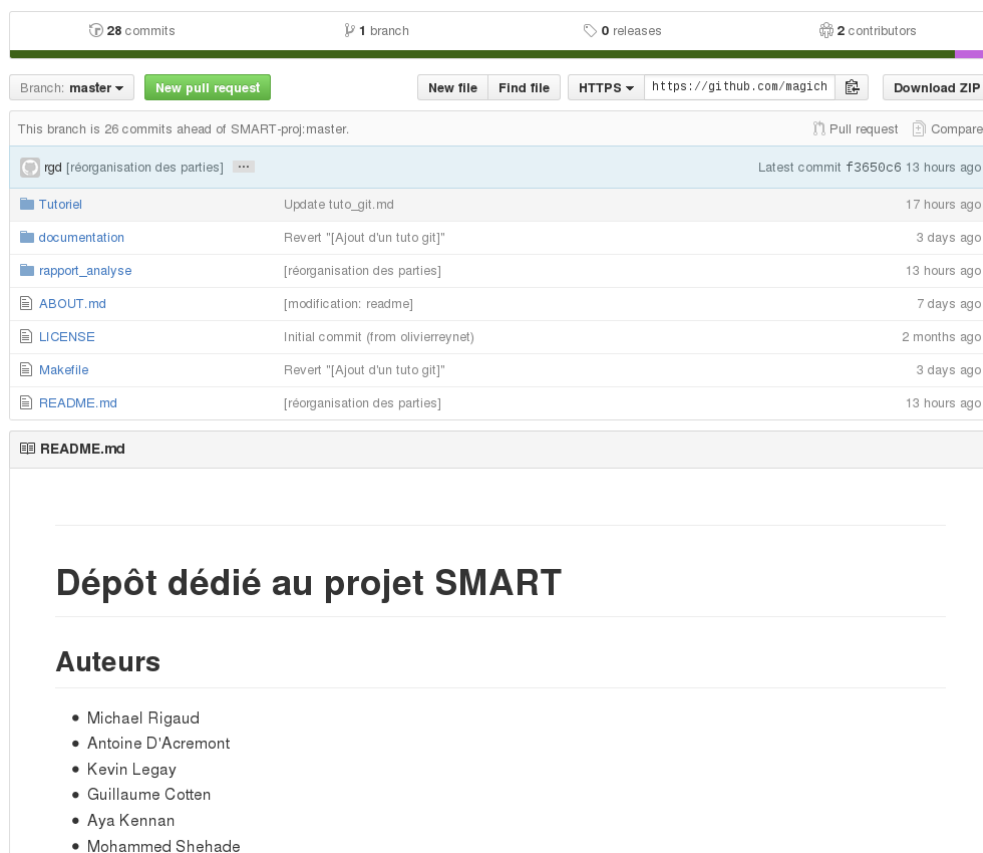 28 commits 1 branch 0 releases 2 contributors
Branch: master New pull request New file Find file HTTPS https://github.com/magich Download ZIP
This branch is 26 commits ahead of SMART-proj:master. Pull request Compare
rgd [réorganisation des parties] ... Latest commit f3650c6 13 hours ago
Tutoriel Update tuto_git.md 17 hours ago
documentation Revert "[Ajout d'un tuto git]" 3 days ago
rapport_analyse [réorganisation des parties] 13 hours ago
ABOUT.md [modification: readme] 7 days ago
LICENSE Initial commit (from olivierreynet) 2 months ago
Makefile Revert "[Ajout d'un tuto git]" 3 days ago
README.md [réorganisation des parties] 13 hours ago
README.md
Dépôt dédié au projet SMART
Auteurs
• Michael Rigaud
• Antoine D'Acremont
• Kevin Legay
• Guillaume Cotten
• Aya Kennan
• Mohammed Shehade